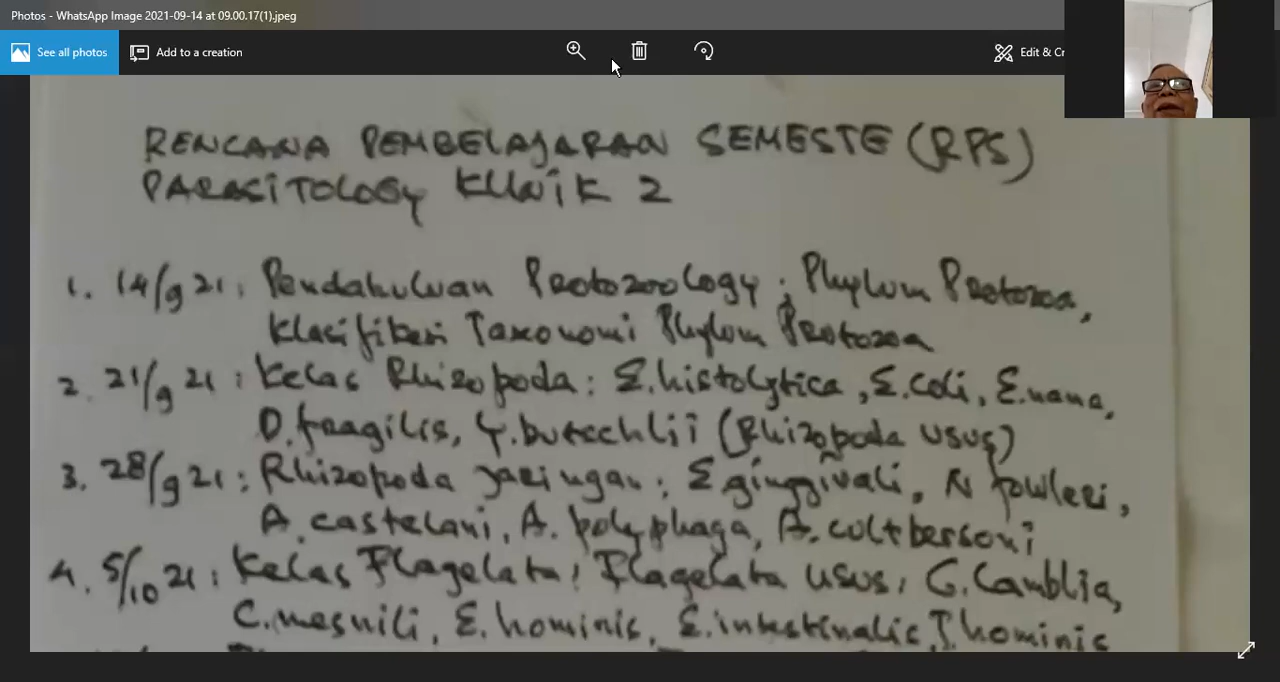 Photos - WhatsApp Image 2021-09-14 at 09.00.17(1).jpeg
See all photos
Add to a creation
Edit & Cr
RENCANA PEMBELAJARAN SEMESTE (RPS)
PARASITOLOGY KLINIK 2
1. 14/9 21: Pendahuluan Protozoology; Phylum Protozoa,
Klasifikasi Taxonomi Phylum Protozoa
2. 21/9 21: Kelas Rhizopoda: E.histolytica, E.coli, E.nana,
D.fragilis, Y.butschlii (Rhizopoda usus)
3. 28/9 21: Rhizopoda jaringan: E ginggivali, N fowleri,
A.castelani, A.polyphaga, A.coltbersoni
4. 5/10 21: Kelas Flagelata: Flagelata usus: G.lamblia,
C.mesnili, E.hominis, E.intestinalis, T.hominis